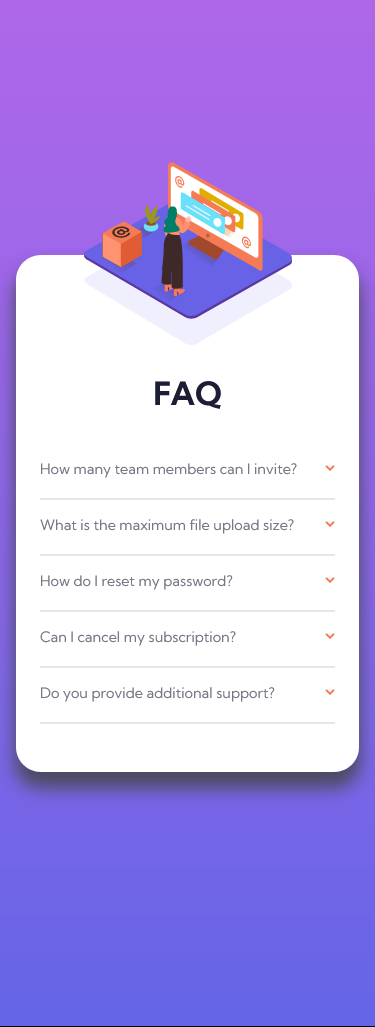 FAQ
How many team members can I invite?
What is the maximum file upload size?
How do I reset my password?
Can I cancel my subscription?
Do you provide additional support?